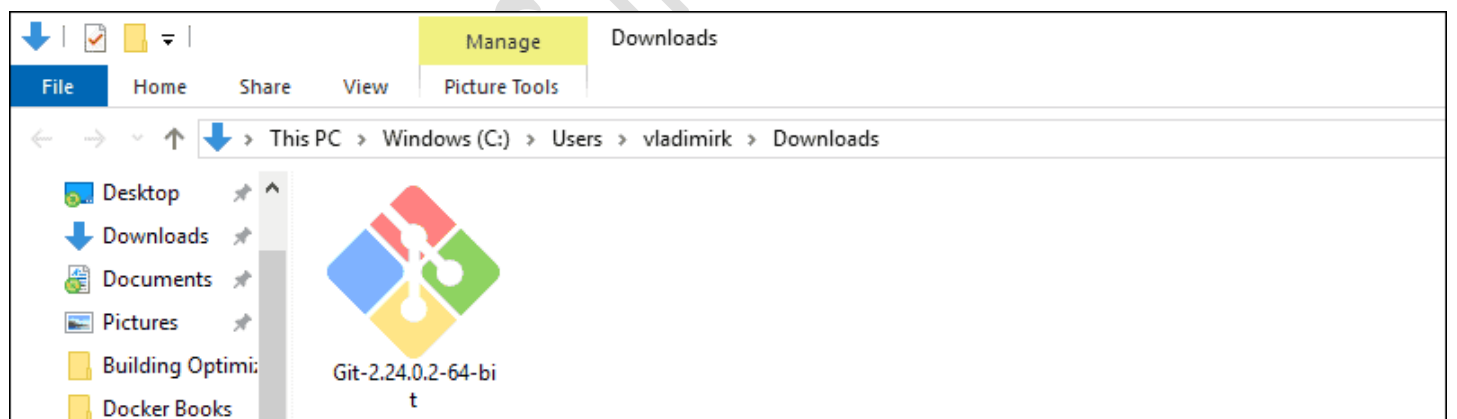 Manage Downloads
File Home Share View Picture Tools
This PC > Windows (C:) > Users > vladimirk > Downloads
Desktop
Downloads
Documents
Pictures
Building Optimiz
Docker Books
Git-2.24.0.2-64-bi
t